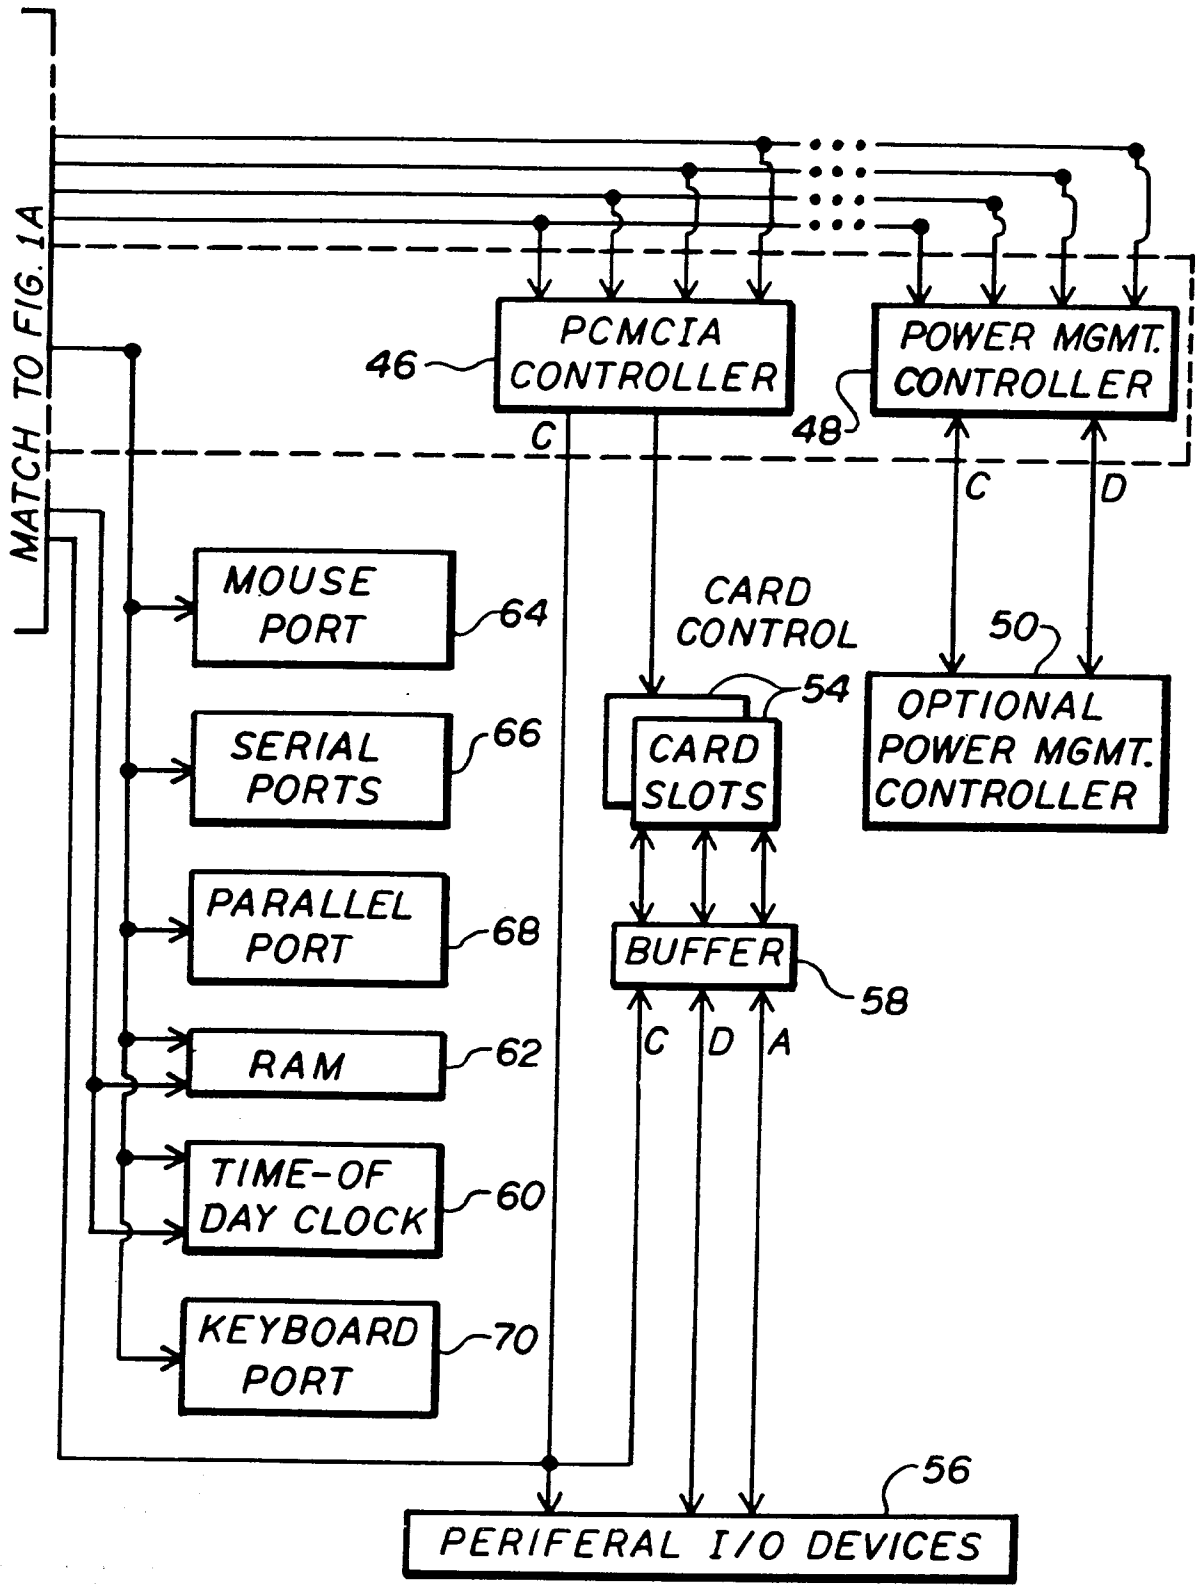 MATCH TO FIG. 1A
PCMCIA
CONTROLLER
46
POWER MGMT.
CONTROLLER
48
C
C
D
MOUSE
PORT
64
CARD
CONTROL
50
54
OPTIONAL
POWER MGMT.
CONTROLLER
SERIAL
PORTS
66
CARD
SLOTS
PARALLEL
PORT
68
BUFFER
58
C
D
A
RAM
62
TIME-OF
DAY CLOCK
60
KEYBOARD
PORT
70
56
PERIFERAL I/O DEVICES